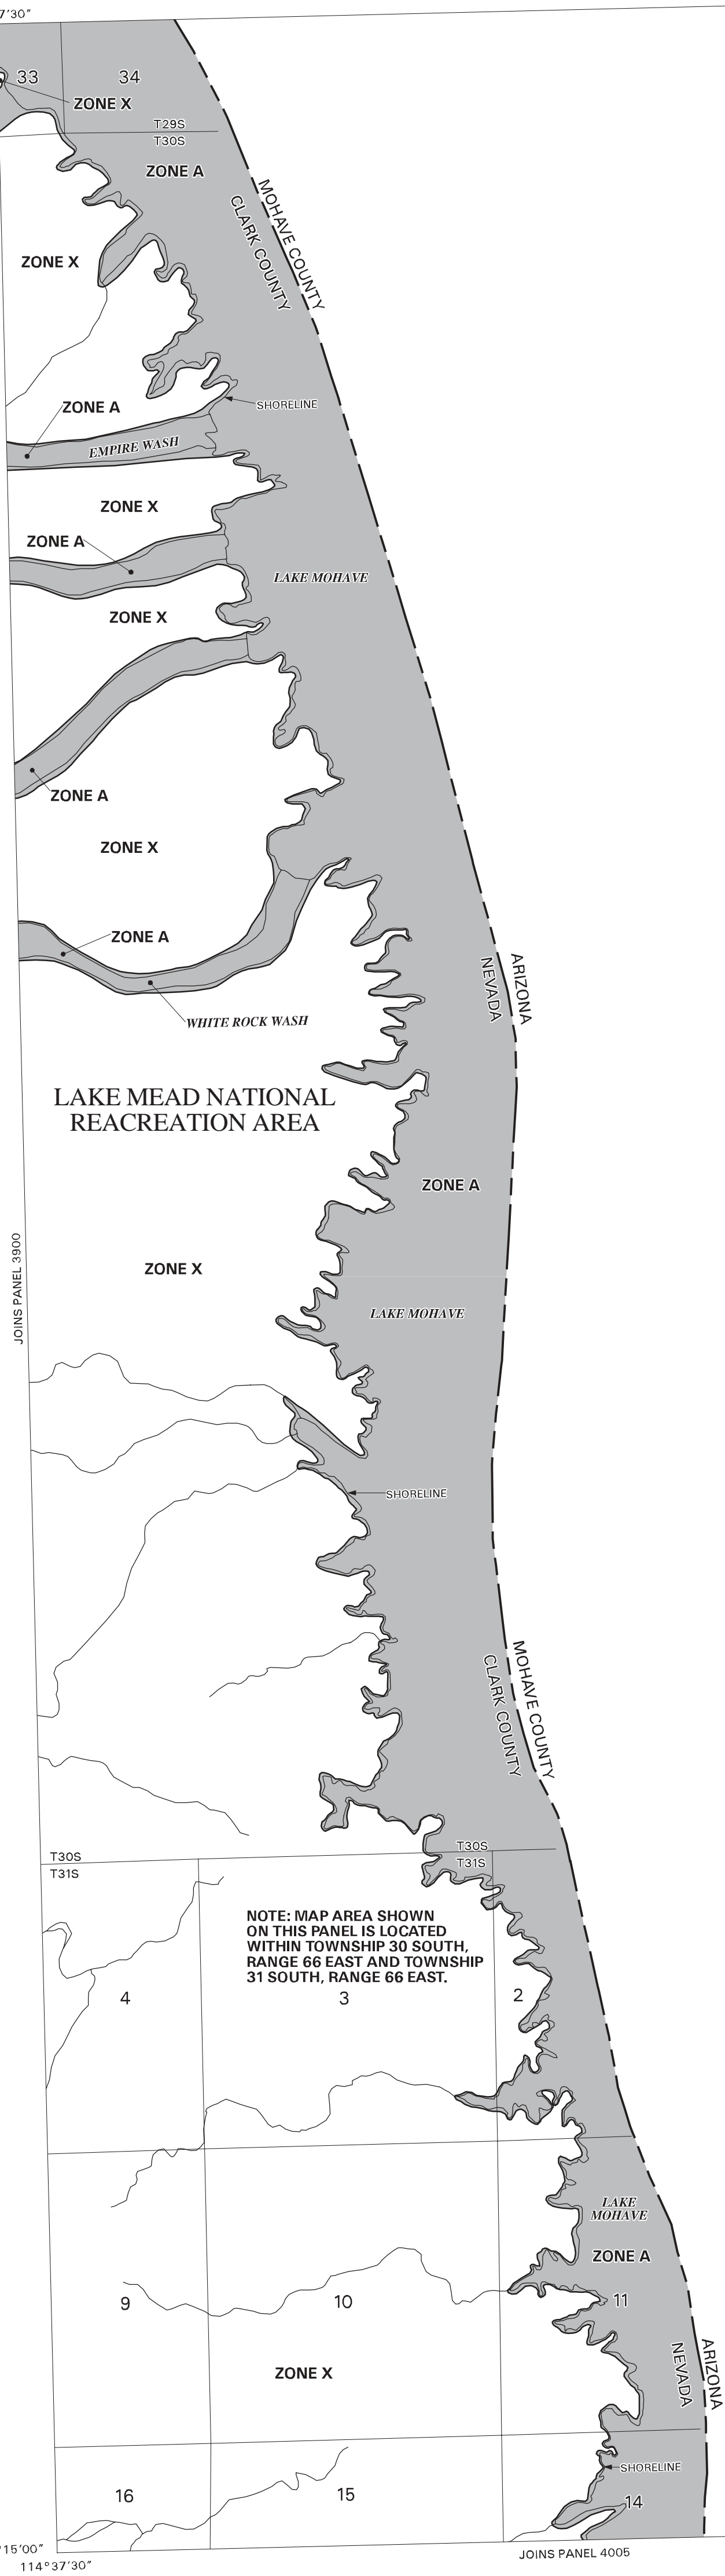 7'30"
33
34
ZONE X
T29S
T30S
ZONE A
MOHAVE COUNTY
CLARK COUNTY
ZONE X
ZONE A
SHORELINE
EMPIRE WASH
ZONE X
ZONE A
LAKE MOHAVE
ZONE X
ZONE A
ZONE X
ZONE A
ARIZONA
NEVADA
WHITE ROCK WASH
LAKE MEAD NATIONAL
REACREATION AREA
ZONE A
JOINS PANEL 3900
ZONE X
LAKE MOHAVE
SHORELINE
MOHAVE COUNTY
CLARK COUNTY
T30S
T31S
T30S
T31S
NOTE: MAP AREA SHOWN
ON THIS PANEL IS LOCATED
WITHIN TOWNSHIP 30 SOUTH,
RANGE 66 EAST AND TOWNSHIP
31 SOUTH, RANGE 66 EAST.
4
3
2
LAKE
MOHAVE
ZONE A
9
10
11
ZONE X
ARIZONA
NEVADA
SHORELINE
16
15
14
°15'00"
114°37'30"
JOINS PANEL 4005